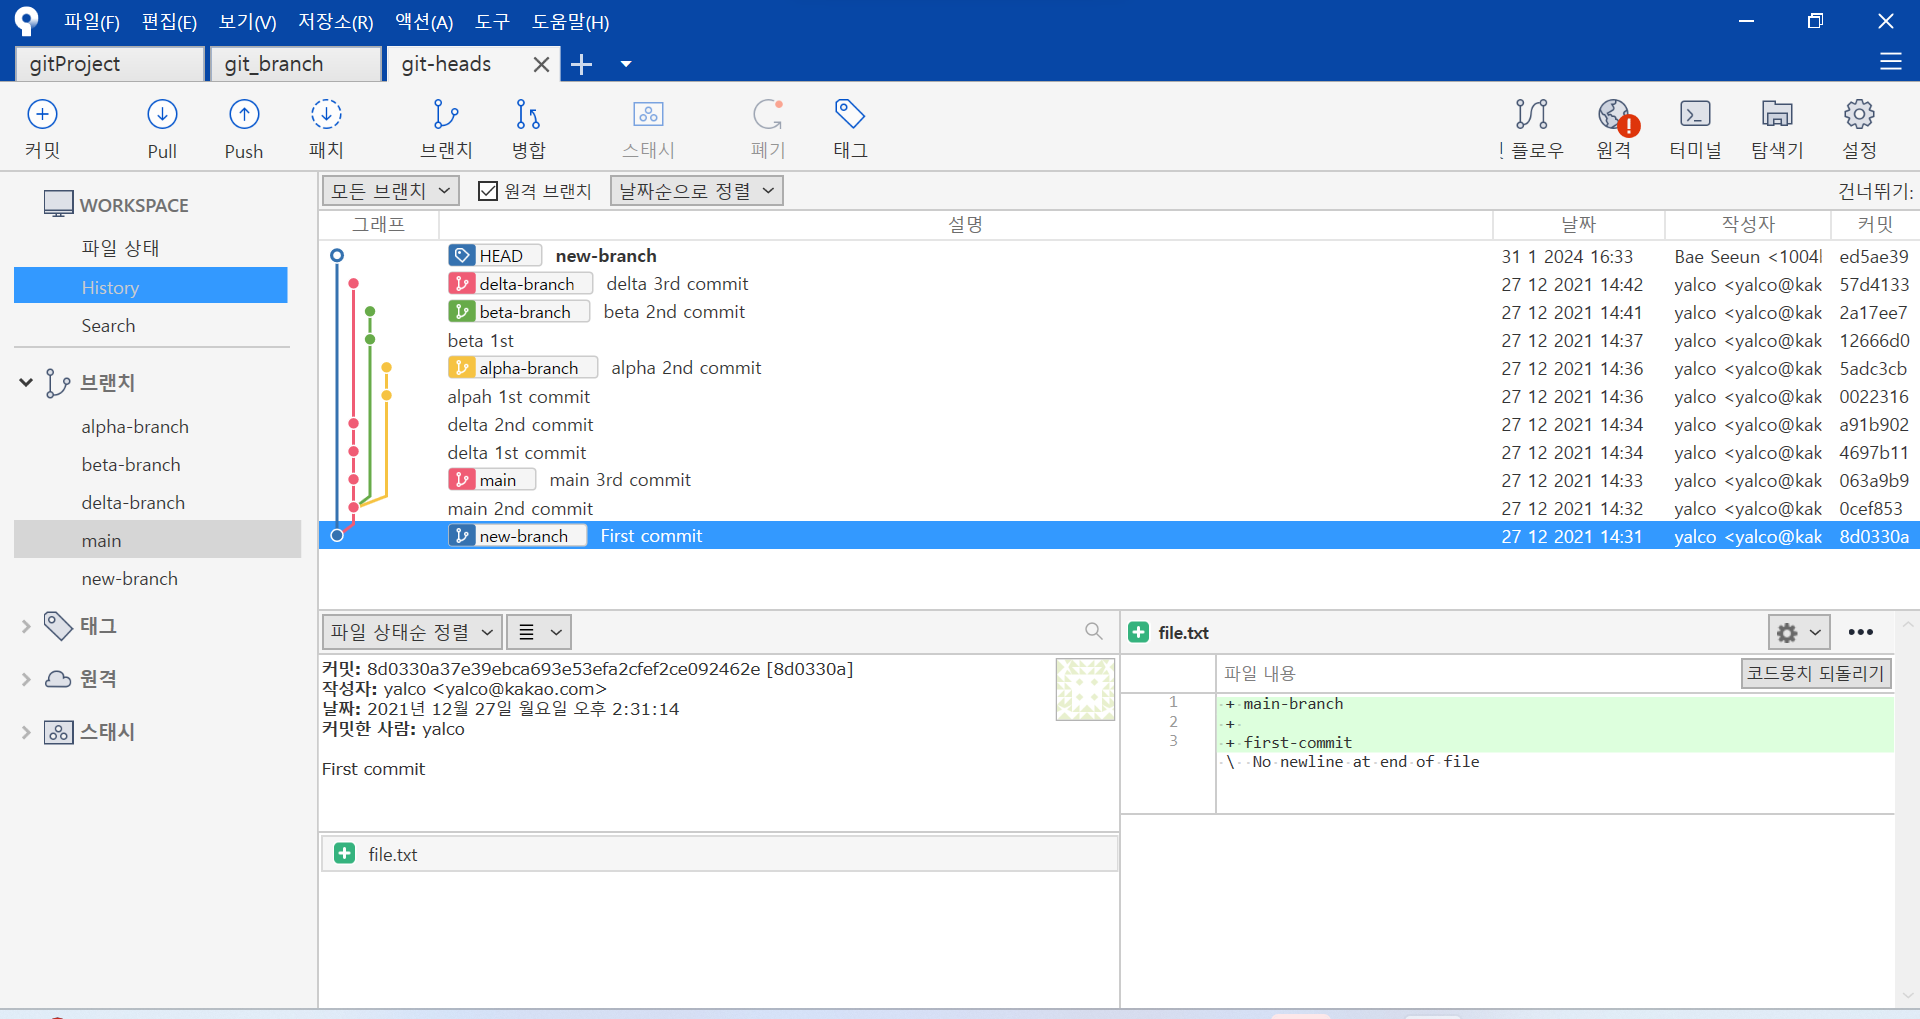 파일(F) 편집(E) 보기(V) 저장소(R) 액션(A) 도구 도움말(H)
gitProject git_branch git-heads
커밋 Pull Push 패치 브랜치 병합 스태시 폐기 태그 플로우 원격 터미널 탐색기 설정
WORKSPACE
파일 상태
History
Search
브랜치
alpha-branch
beta-branch
delta-branch
main
new-branch
태그
원격
스태시
모든 브랜치 원격 브랜치 날짜순으로 정렬 건너뛰기:
그래프 설명 날짜 작성자 커밋
HEAD new-branch 31 1 2024 16:33 Bae Seeun <1004 ed5ae39
delta-branch delta 3rd commit 27 12 2021 14:42 yalco <yalco@kak 57d4133
beta-branch beta 2nd commit 27 12 2021 14:41 yalco <yalco@kak 2a17ee7
beta 1st 27 12 2021 14:37 yalco <yalco@kak 12666d0
alpha-branch alpha 2nd commit 27 12 2021 14:36 yalco <yalco@kak 5adc3cb
alpah 1st commit 27 12 2021 14:36 yalco <yalco@kak 0022316
delta 2nd commit 27 12 2021 14:34 yalco <yalco@kak a91b902
delta 1st commit 27 12 2021 14:34 yalco <yalco@kak 4697b11
main main 3rd commit 27 12 2021 14:33 yalco <yalco@kak 063a9b9
main 2nd commit 27 12 2021 14:32 yalco <yalco@kak 0cef853
new-branch First commit 27 12 2021 14:31 yalco <yalco@kak 8d0330a
파일 상태순 정렬
커밋: 8d0330a37e39ebca693e53efa2cfef2ce092462e [8d0330a]
작성자: yalco <yalco@kakao.com>
날짜: 2021년 12월 27일 월요일 오후 2:31:14
커밋한 사람: yalco
First commit
file.txt
file.txt
파일 내용 코드뭉치 되돌리기
1 + main-branch
2 +
3 + first-commit
\ No newline at end of file